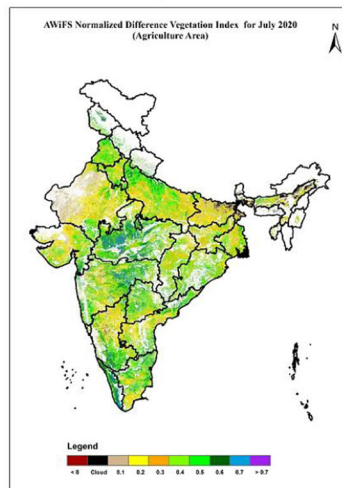 AWiFS Normalized Difference Vegetation Index for July 2020
(Agriculture Area)
N
Legend
< 0 Cloud 0.1 0.2 0.3 0.4 0.5 0.6 0.7 > 0.7